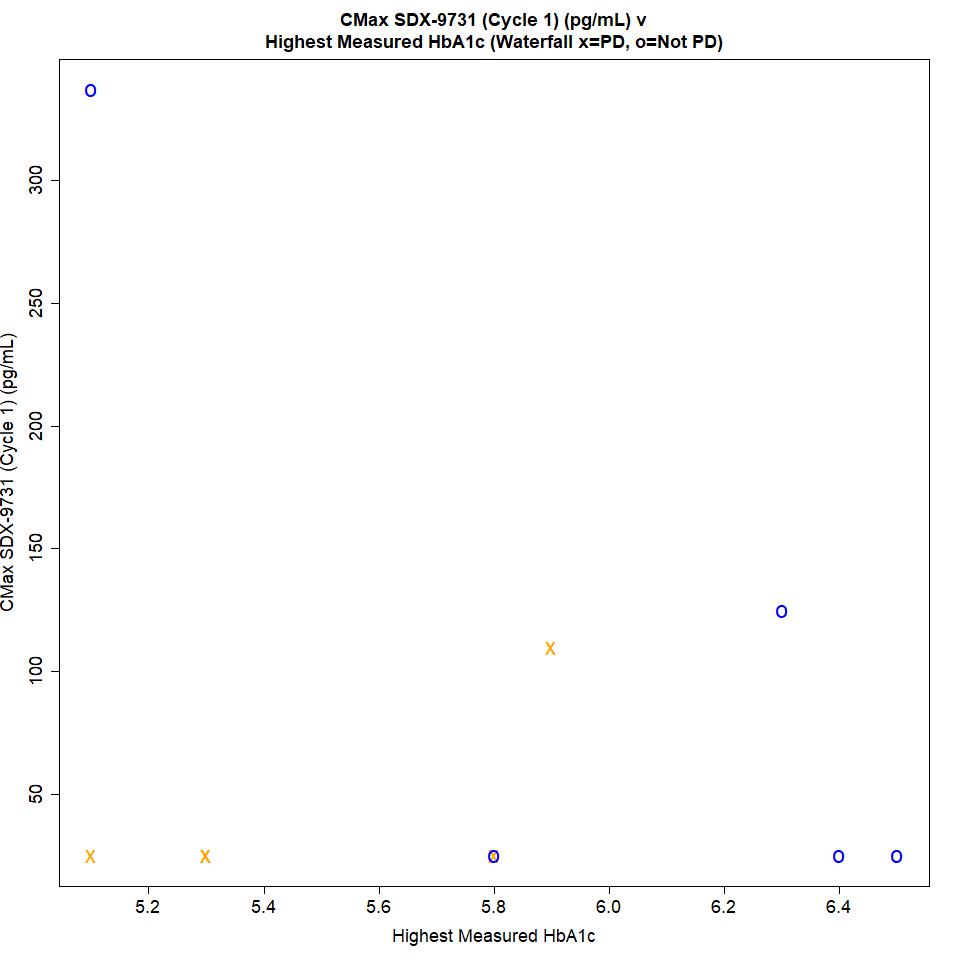 CMax SDX-9731 (Cycle 1) (pg/mL) v
Highest Measured HbA1c (Waterfall x=PD, o=Not PD)
CMax SDX-9731 (Cycle 1) (pg/mL)
300
250
200
150
100
50
O
O
X
X
X
X
O
O
O
5.2
5.4
5.6
5.8
6.0
6.2
6.4
Highest Measured HbA1c